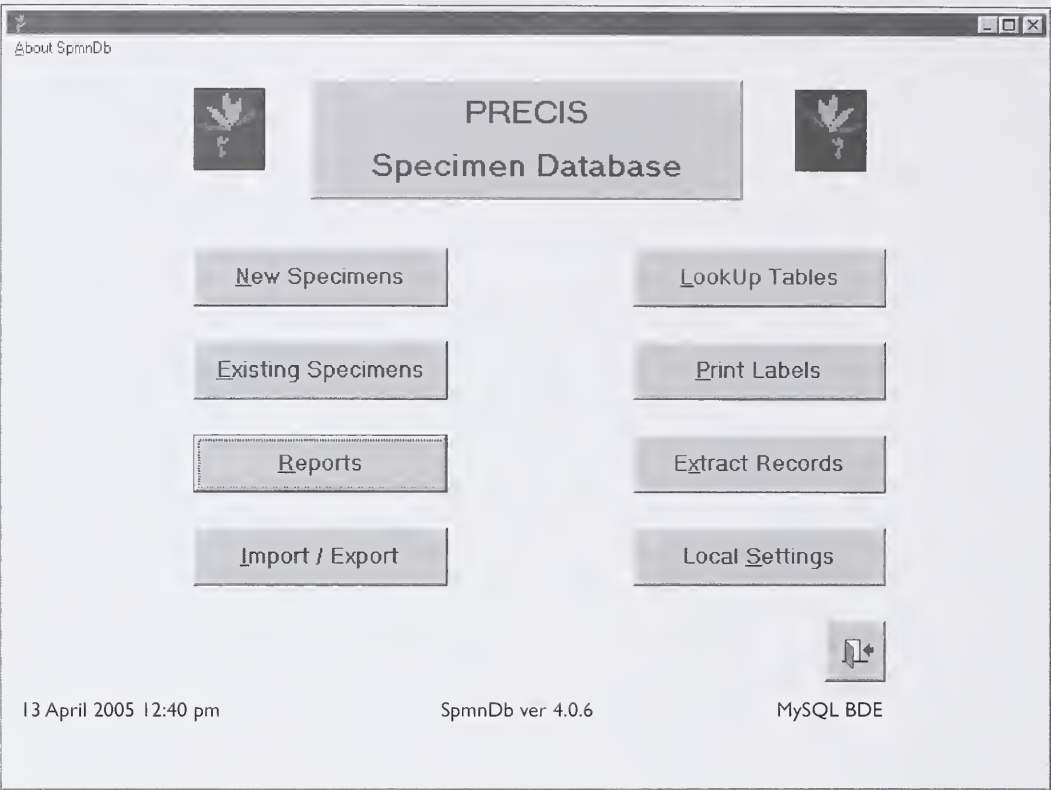 About SpmnDb
PRECIS
Specimen Database
New Specimens
LookUp Tables
Existing Specimens
Print Labels
Reports
Extract Records
Import / Export
Local Settings
13 April 2005 12:40 pm
SpmnDb ver 4.0.6
MySQL BDE